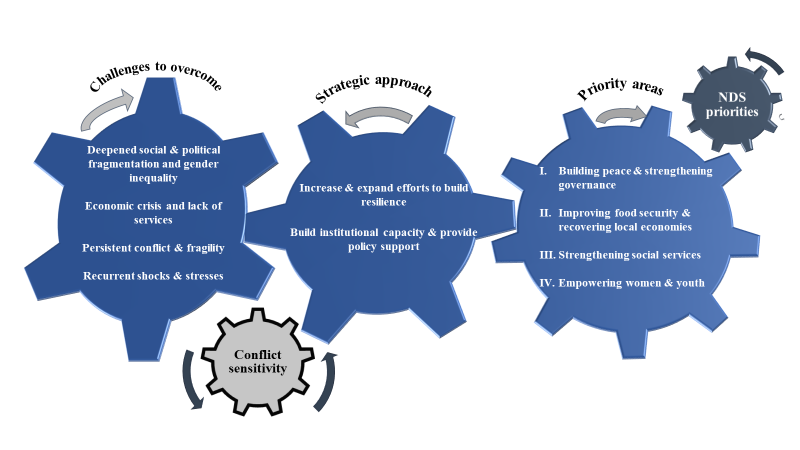 Challenges to overcome
Deepened social & political
fragmentation and gender
inequality
Economic crisis and lack of
services
Persistent conflict & fragility
Recurrent shocks & stresses
Conflict
sensitivity
Strategic approach
Increase & expand efforts to build
resilience
Build institutional capacity & provide
policy support
Priority areas
I. Building peace & strengthening
governance
II. Improving food security &
recovering local economies
III. Strengthening social services
IV. Empowering women & youth
NDS
priorities